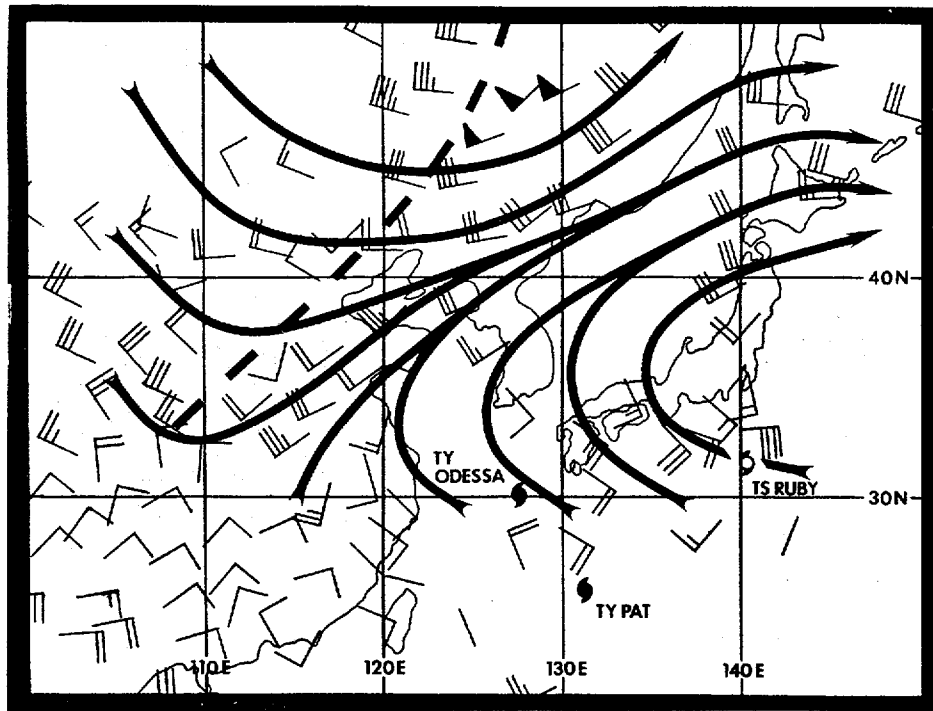 40N
TY
ODESSA
TS RUBY
30N
TY PAT
110E
120E
130E
140E